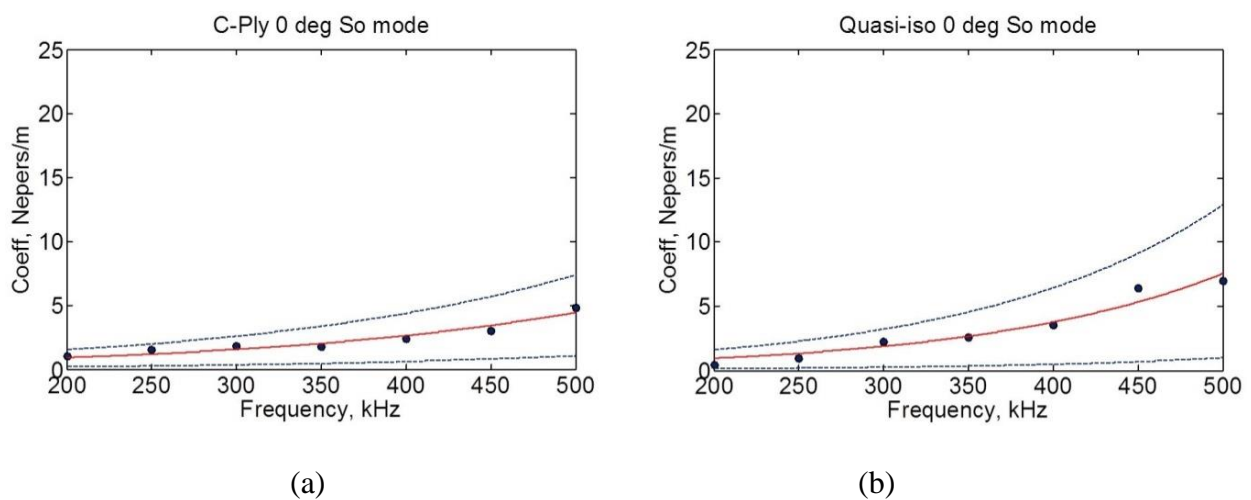 C-Ply 0 deg So mode
25
20
15
10
5
0
Coeff, Nepers/m
200 250 300 350 400 450 500
Frequency, kHz
(a)
Quasi-iso 0 deg So mode
25
20
15
10
5
0
Coeff, Nepers/m
200 250 300 350 400 450 500
Frequency, kHz
(b)